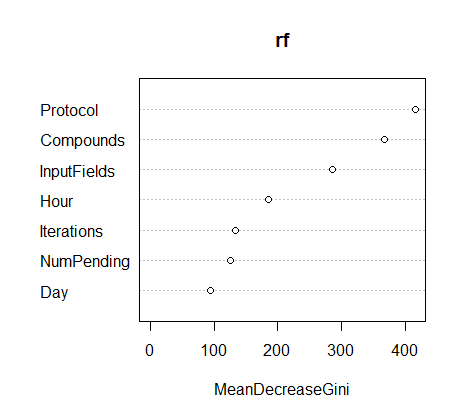 rf
Protocol
Compounds
InputFields
Hour
Iterations
NumPending
Day
0 100 200 300 400
MeanDecreaseGini